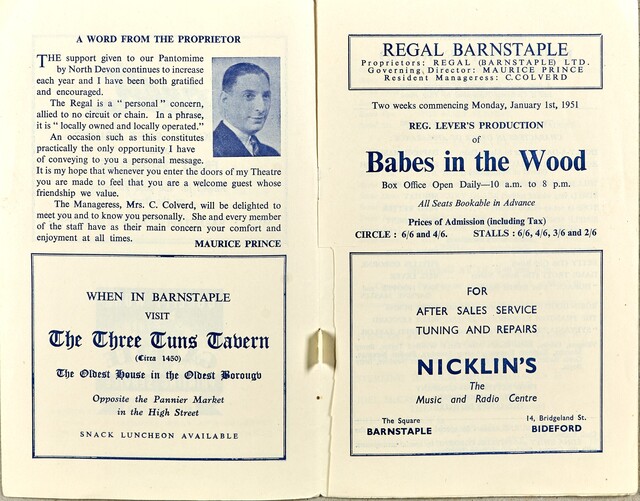 A WORD FROM THE PROPRIETOR
THE support given to our Pantomime
by North Devon continues to increase
each year and I have been both gratified
and encouraged.
The Regal is a " personal " concern,
allied to no circuit or chain. In a phrase,
it is " locally owned and locally operated."
An occasion such as this constitutes
practically the only opportunity I have
of conveying to you a personal message.
It is my hope that whenever you enter the doors of my Theatre
you are made to feel that you are a welcome guest whose
friendship we value.
The Manageress, Mrs. C. Colverd, will be delighted to
meet you and to know you personally. She and every member
of the staff have as their main concern your comfort and
enjoyment at all times.
MAURICE PRINCE
WHEN IN BARNSTAPLE
VISIT
The Three Tuns Tavern
(Circa 1450)
The Oldest House in the Oldest Borough
Opposite the Pannier Market
in the High Street
SNACK LUNCHEON AVAILABLE
REGAL BARNSTAPLE
Proprietors: REGAL (BARNSTAPLE) LTD.
Governing Director: MAURICE PRINCE
Resident Manageress: C.COLVERD
Two weeks commencing Monday, January 1st, 1951
REG. LEVER'S PRODUCTION
of
Babes in the Wood
Box Office Open Daily—10 a.m. to 8 p.m.
All Seats Bookable in Advance
Prices of Admission (including Tax)
CIRCLE : 6/6 and 4/6. STALLS : 6/6, 4/6, 3/6 and 2/6
FOR
AFTER SALES SERVICE
TUNING AND REPAIRS
NICKLIN'S
The
Music and Radio Centre
The Square
BARNSTAPLE
14, Bridgeland St.
BIDEFORD